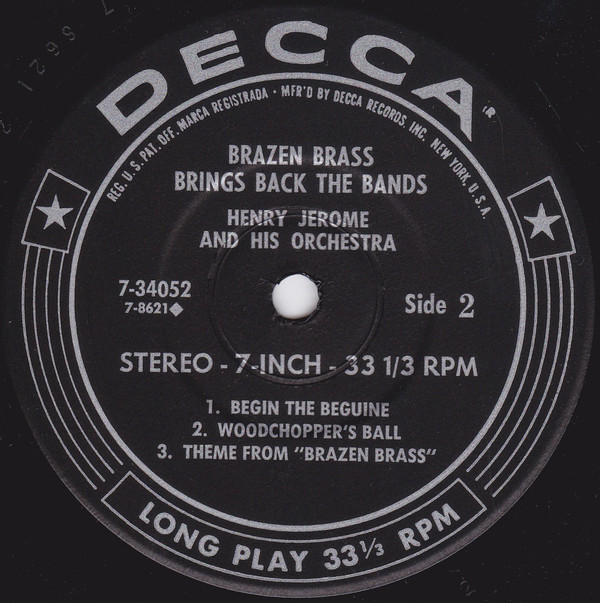 DECCA
®
REG. U.S. PAT. OFF. MARCA REGISTRADA · MFR'D BY DECCA RECORDS, INC., NEW YORK, U.S.A.
BRAZEN BRASS
BRINGS BACK THE BANDS
HENRY JEROME
AND HIS ORCHESTRA
7-34052
7-8621◆
Side 2
STEREO - 7-INCH - 33 1/3 RPM
1. BEGIN THE BEGUINE
2. WOODCHOPPER'S BALL
3. THEME FROM "BRAZEN BRASS"
LONG PLAY 33⅓ RPM